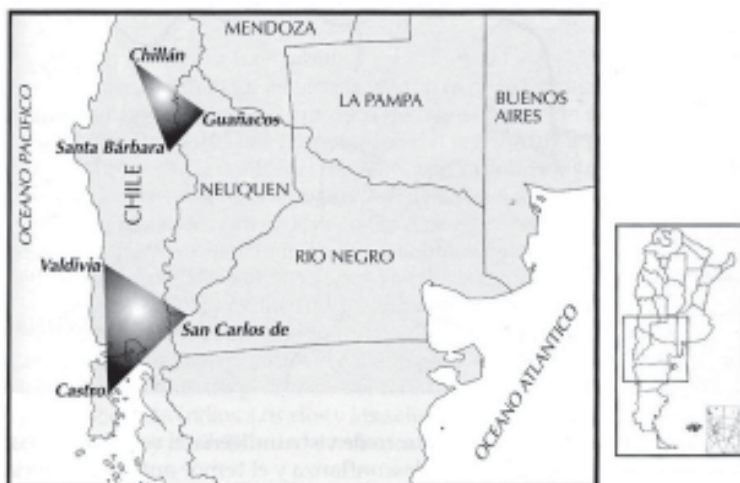 MENDOZA
Chillán
LA PAMPA
BUENOS
AIRES
Guañacos
OCEANO PACIFICO
Santa Bárbara
CHILE
NEUQUEN
RIO NEGRO
Valdivia
San Carlos de
Castro
OCEANO ATLANTICO